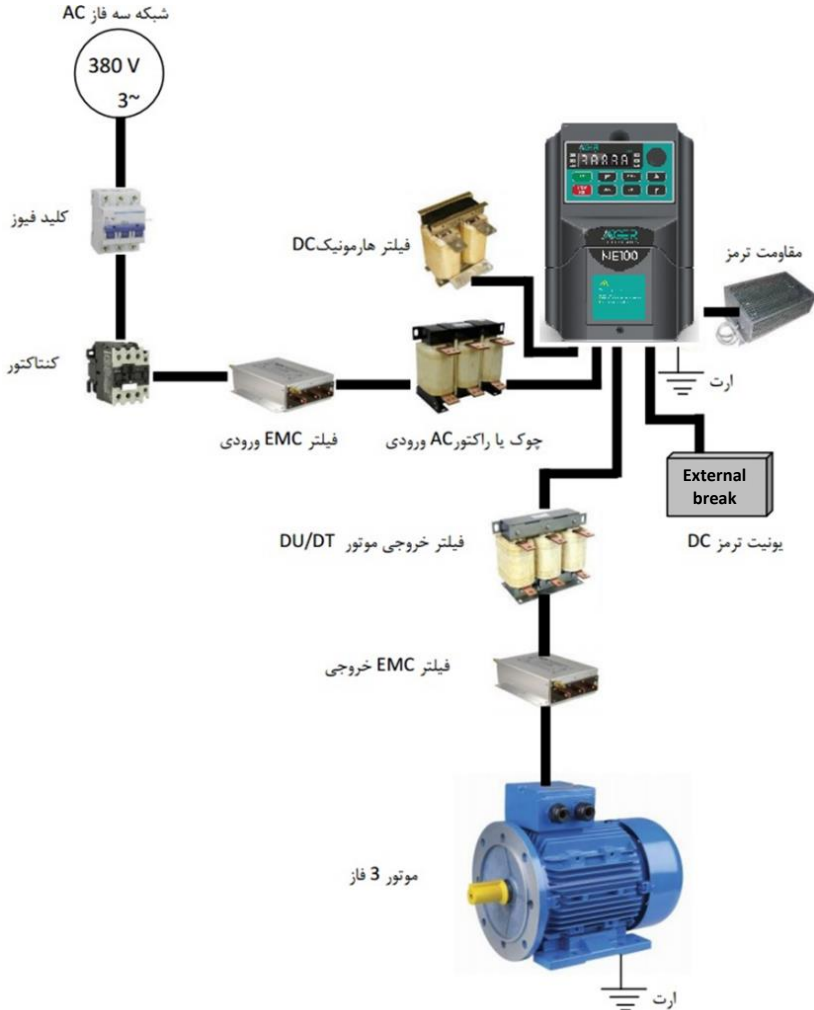 شبکه سه فاز AC
380 V
3~
کلید فیوز
فیلتر هارمونیکDC
AIGER
NE100
مقاومت ترمز
کنتاکتور
ارت
فیلتر EMC ورودی
چوک یا راکتورAC ورودی
External
break
یونیت ترمز DC
فیلتر خروجی موتور DU/DT
فیلتر EMC خروجی
موتور 3 فاز
ارت